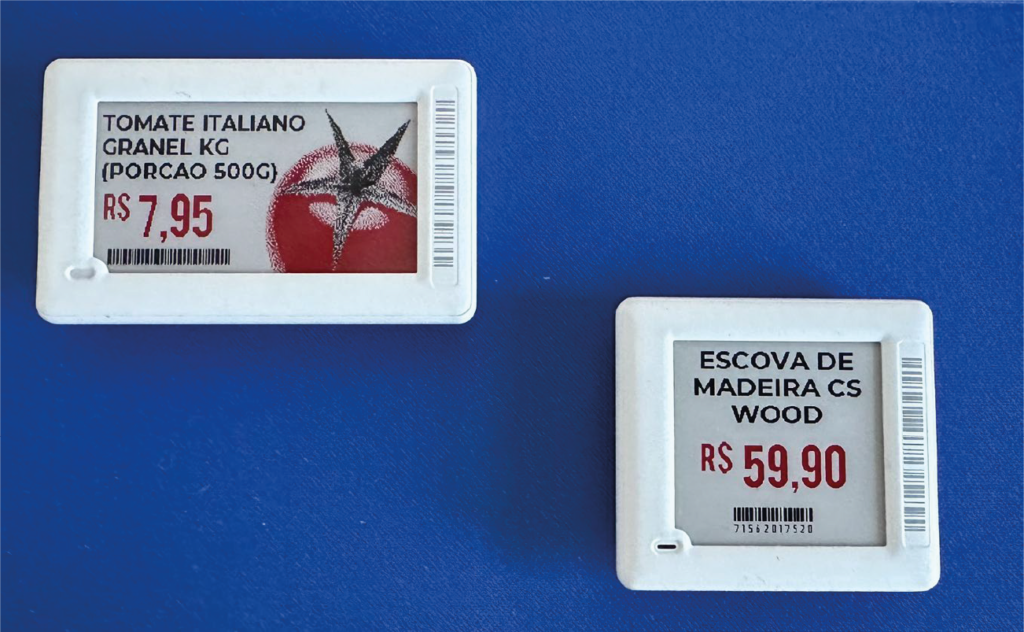 TOMATE ITALIANO
GRANEL KG
(PORCAO 500G)
R$ 7,95
ESCOVA DE
MADEIRA CS
WOOD
R$ 59,90
71562017520